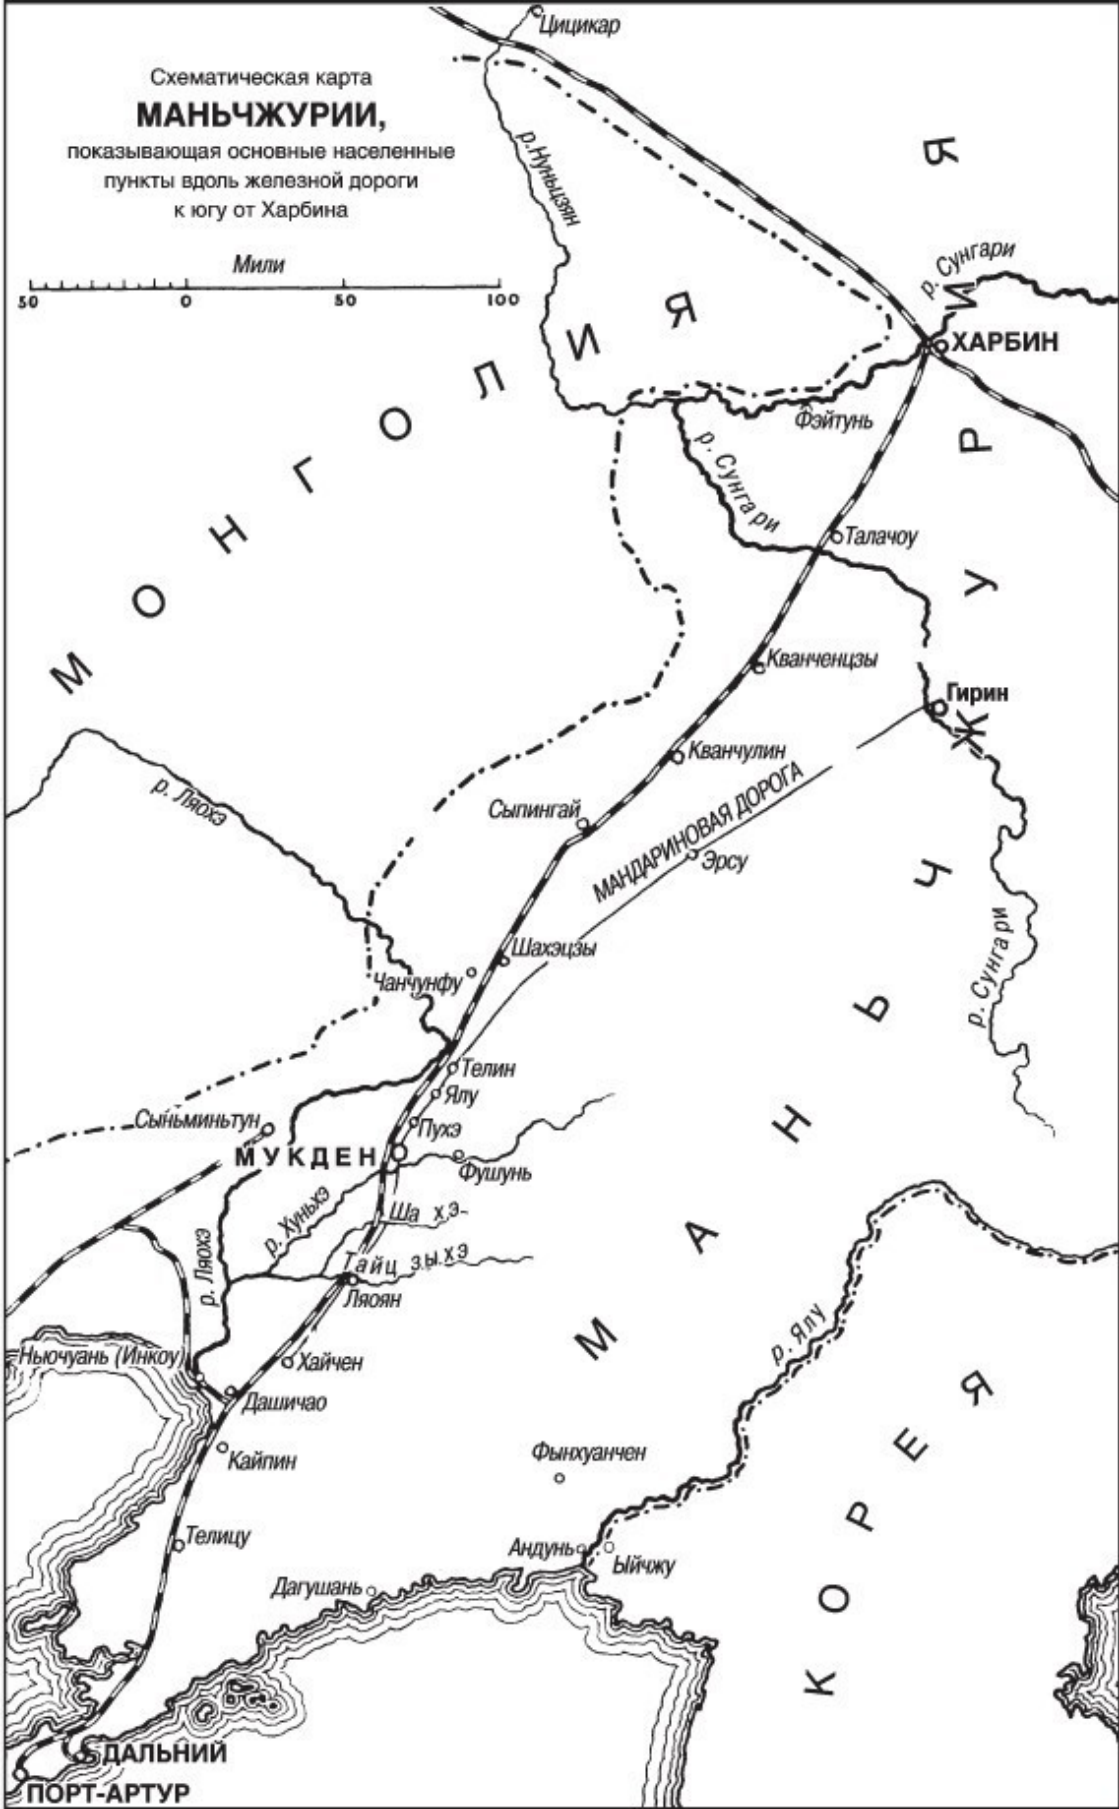 Цицикар
Схематическая карта
МАНЬЧЖУРИИ,
показывающая основные населенные
пункты вдоль железной дороги
к югу от Харбина
Мили
50 0 50 100
р.Нуньцзян
р. Сунгари
ХАРБИН
МОНГОЛИЯ
Фэйтунь
р. Сунгари
Талачоу
Кванченцзы
Гирин
Кванчулин
р. Ляохэ
Сыпингай
МАНДАРИНОВАЯ ДОРОГА
Эрсу
МАНЬЧЖУРИЯ
Шахэцзы
Чанчунфу
р. Сунгари
Телин
Ялу
Сыньминьтун
Пухэ
МУКДЕН
Фушунь
р. Хуньхэ
Ша х.э.
р. Ляохэ
Тайц з.ы.хэ
Ляоян
Ньючуань (Инкоу)
Хайчен
р. Ялу
Дашичао
Кайпин
Фынхуанчен
КОРЕЯ
Телицу
Андунь
Ыйчжу
Дагушань
ДАЛЬНИЙ
ПОРТ-АРТУР